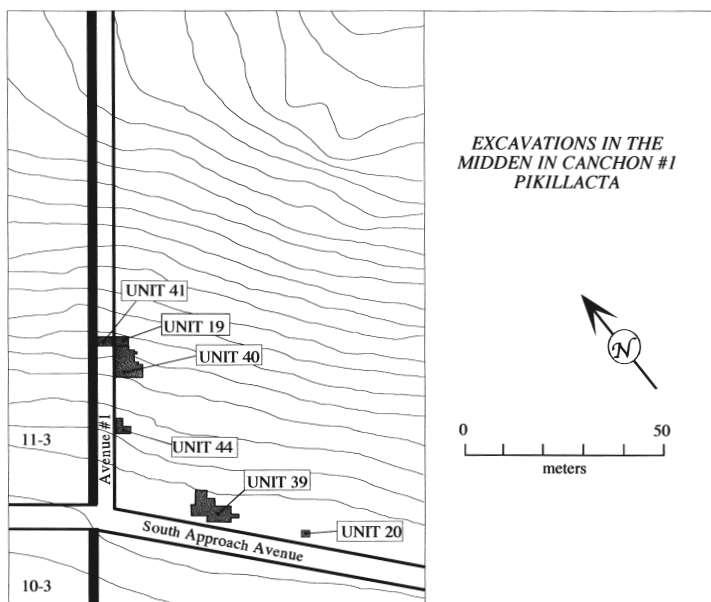 EXCAVATIONS IN THE
MIDDEN IN CANCHON #1
PIKILLACTA
UNIT 41
UNIT 19
UNIT 40
N
0 50
meters
11-3
Avenue #1
UNIT 44
UNIT 39
South Approach Avenue
UNIT 20
10-3